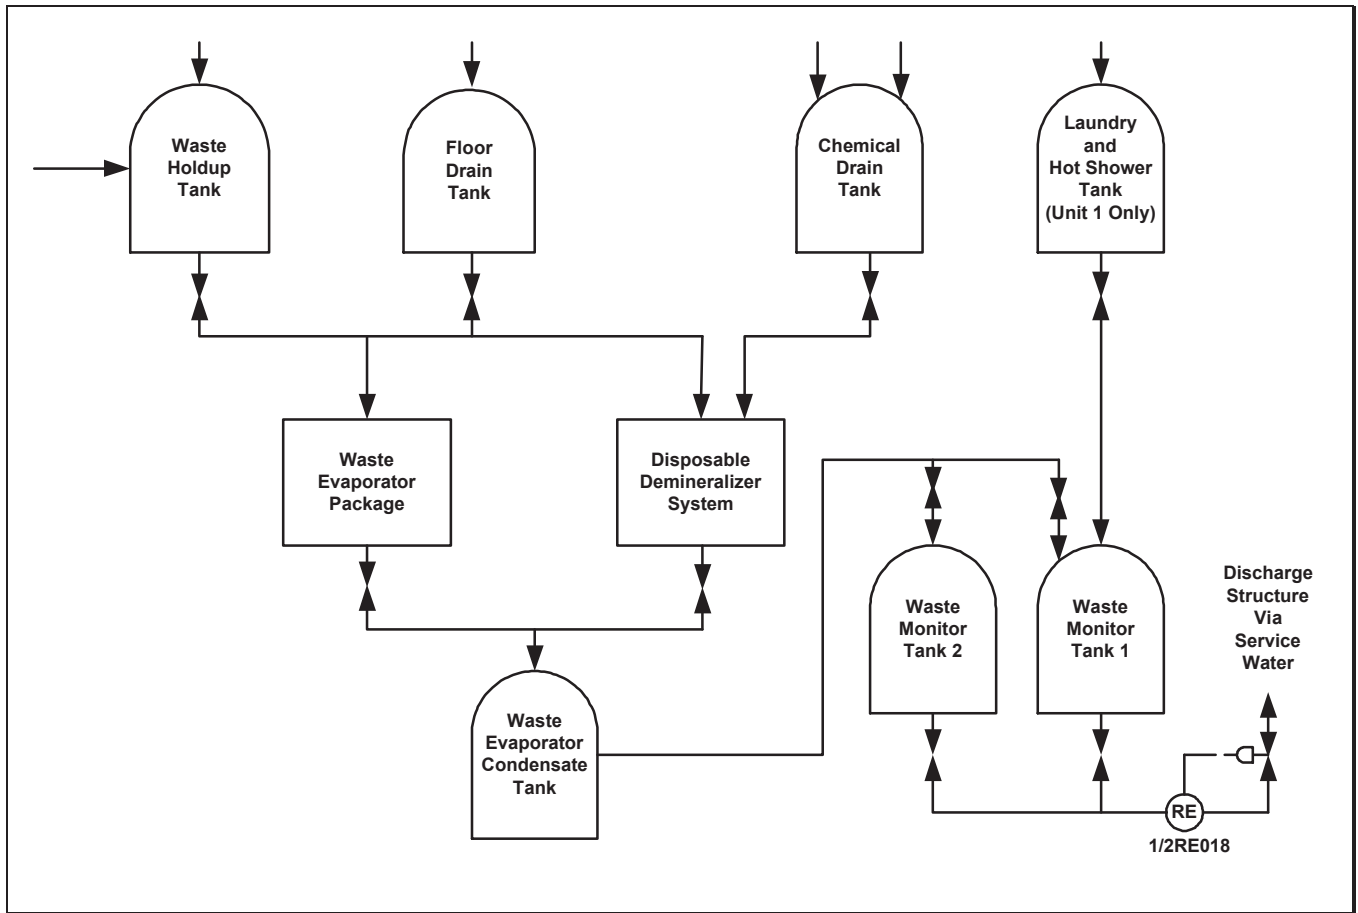 Waste
Holdup
Tank
Floor
Drain
Tank
Chemical
Drain
Tank
Laundry
and
Hot Shower
Tank
(Unit 1 Only)
Waste
Evaporator
Package
Disposable
Demineralizer
System
Waste
Evaporator
Condensate
Tank
Waste
Monitor
Tank 2
Waste
Monitor
Tank 1
Discharge
Structure
Via
Service
Water
RE
1/2RE018